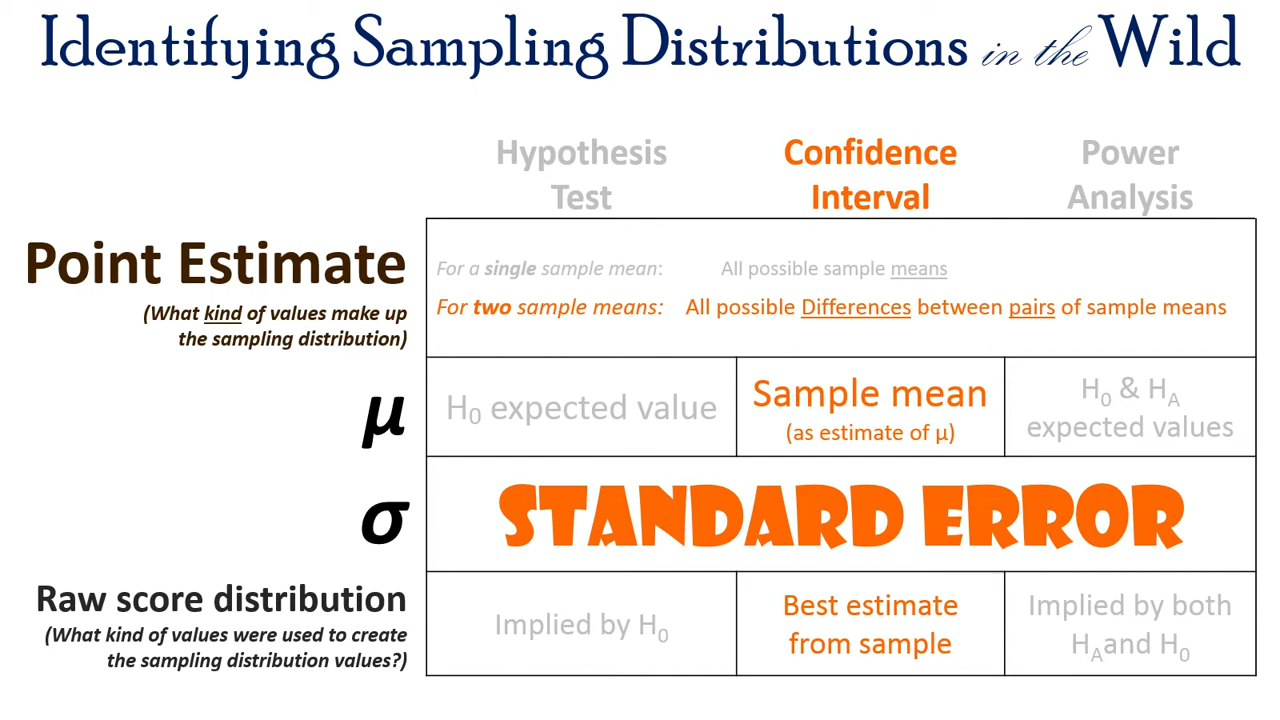 Identifying Sampling Distributions in the Wild
Hypothesis
Test
Confidence
Interval
Power
Analysis
Point Estimate
(What kind of values make up
the sampling distribution)
For a single sample mean: All possible sample means
For two sample means: All possible Differences between pairs of sample means
μ
H0 expected value
Sample mean
(as estimate of μ)
H0 & HA
expected values
σ
STANDARD ERROR
Raw score distribution
(What kind of values were used to create
the sampling distribution values?)
Implied by H0
Best estimate
from sample
Implied by both
HAand H0